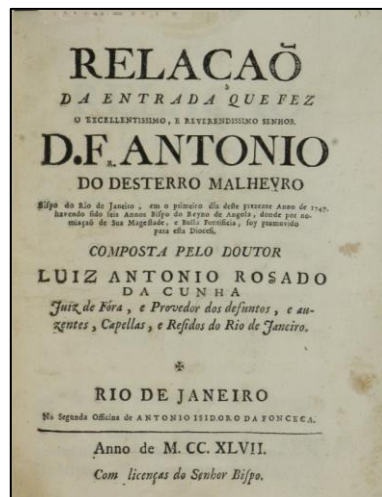 RELACAÕ
DA ENTRADA QUE FEZ
O EXCELLENTISSIMO, E REVERENDISSIMO SENHOR.
D.F. R. ANTONIO
DO DESTERRO MALHEYRO
Bispo do Rio de Janeiro, em o primeiro dia deste prezente Anno de 1747.
havendo sido seis Annos Bispo do Reyno de Angola, donde por no-
miaçaõ de Sua Magestade, e Bulla Pontificia, foy promovido
para esta Diocesi.
COMPOSTA PELO DOUTOR
LUIZ ANTONIO ROSADO
DA CUNHA
Juiz de Fóra, e Provedor dos defuntos, e au-
zentes, Capellas, e Residos do Rio de Janeiro.
RIO DE JANEIRO
Na Segunda Officina de ANTONIO ISIDORO DA FONCECA.
Anno de M. CC. XLVII.
Com licenças do Senhor Bispo.